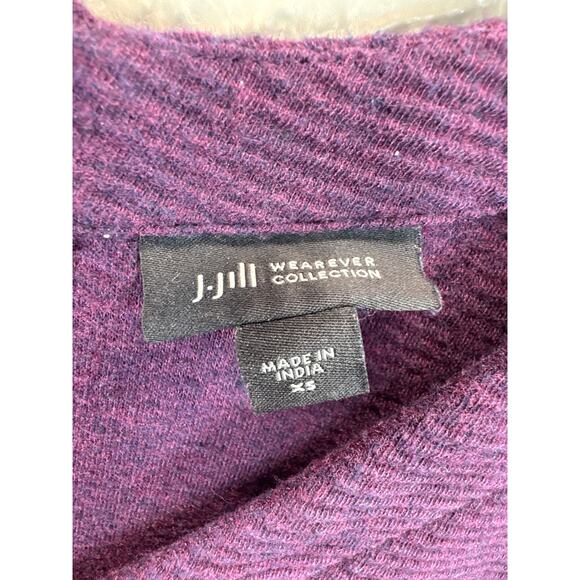 J.Jill WEAREVER
COLLECTION
MADE IN
INDIA
XS